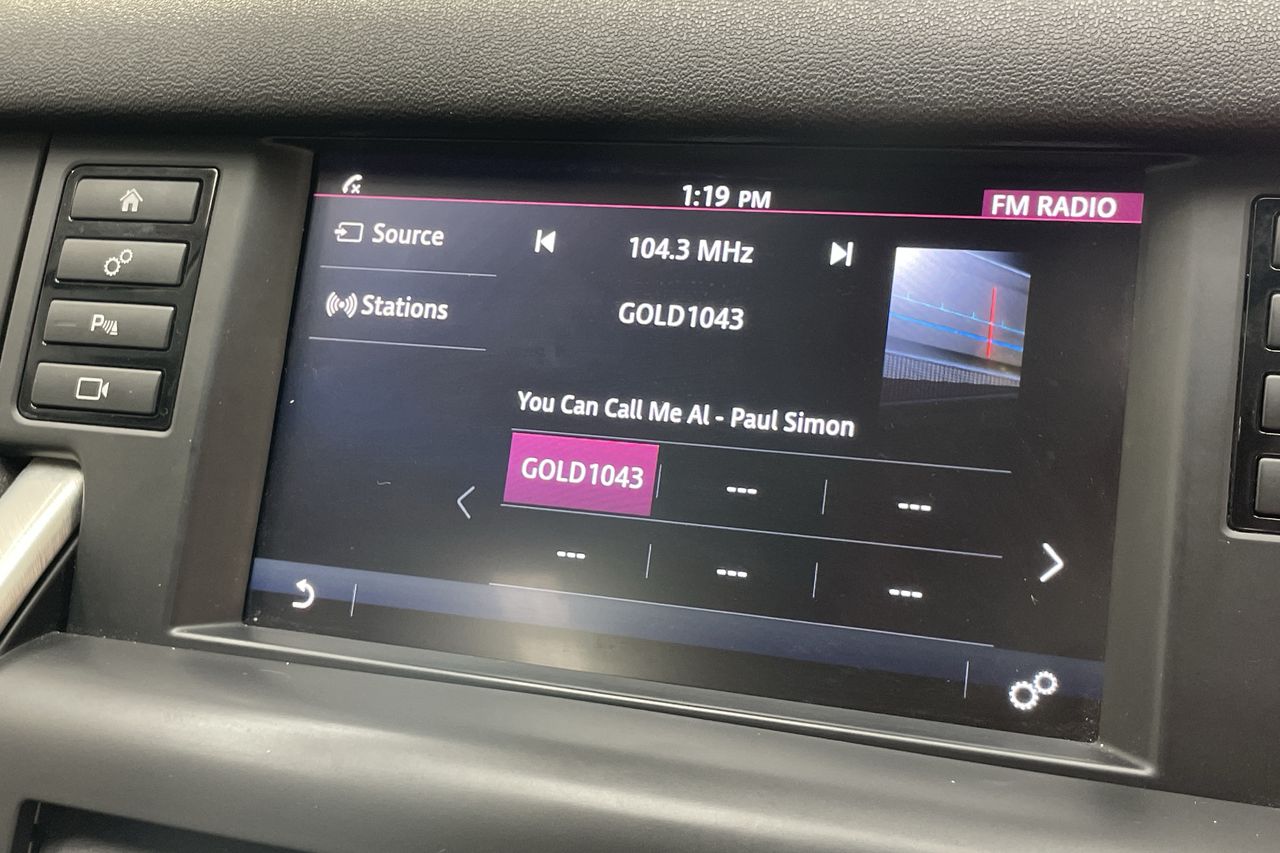 1:19 PM
FM RADIO
Source
104.3 MHz
Stations
GOLD1043
You Can Call Me Al - Paul Simon
GOLD1043
---
---
---
---
---
P